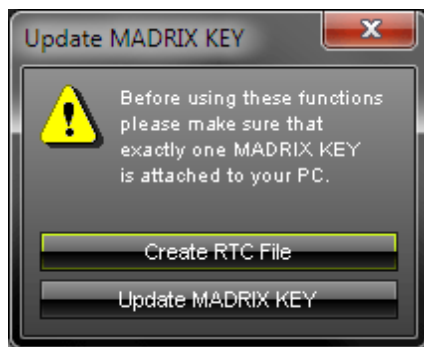 Update MADRIX KEY
Before using these functions
please make sure that
exactly one MADRIX KEY
is attached to your PC.
Create RTC File
Update MADRIX KEY